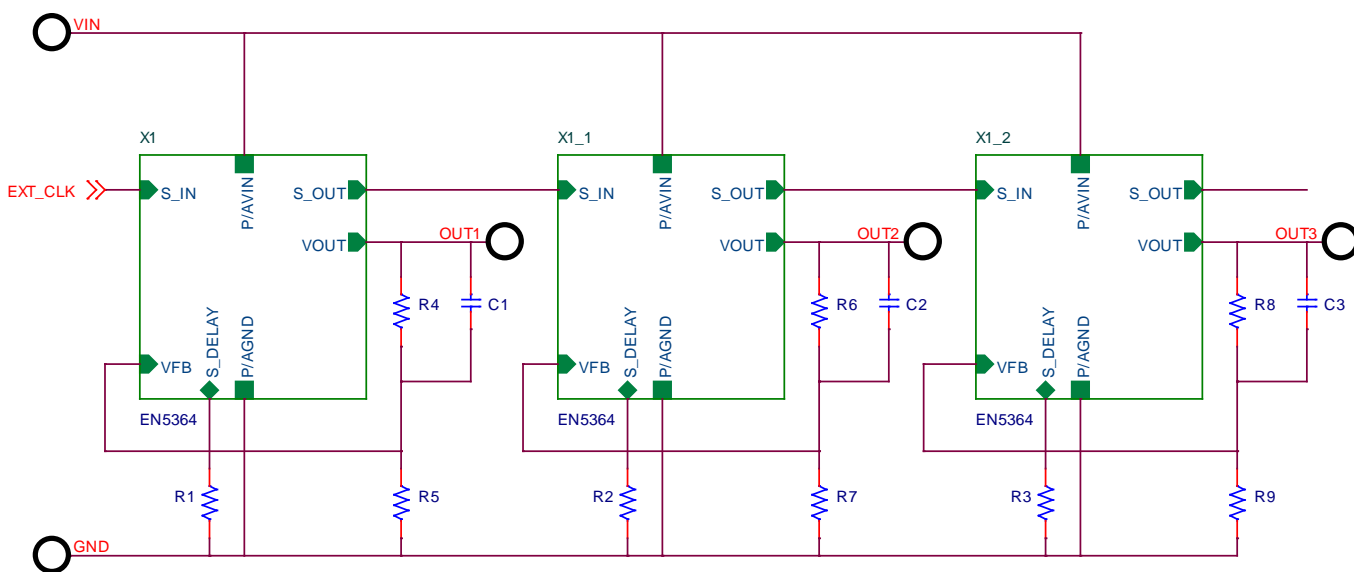 VIN
X1
X1_1
X1_2
EXT_CLK
S_IN
P/AVIN
S_OUT
S_IN
P/AVIN
S_OUT
S_IN
P/AVIN
S_OUT
VOUT
OUT1
VOUT
OUT2
VOUT
OUT3
R4
C1
R6
C2
R8
C3
VFB
S_DELAY
P/AGND
VFB
S_DELAY
P/AGND
VFB
S_DELAY
P/AGND
EN5364
EN5364
EN5364
R1
R5
R2
R7
R3
R9
GND